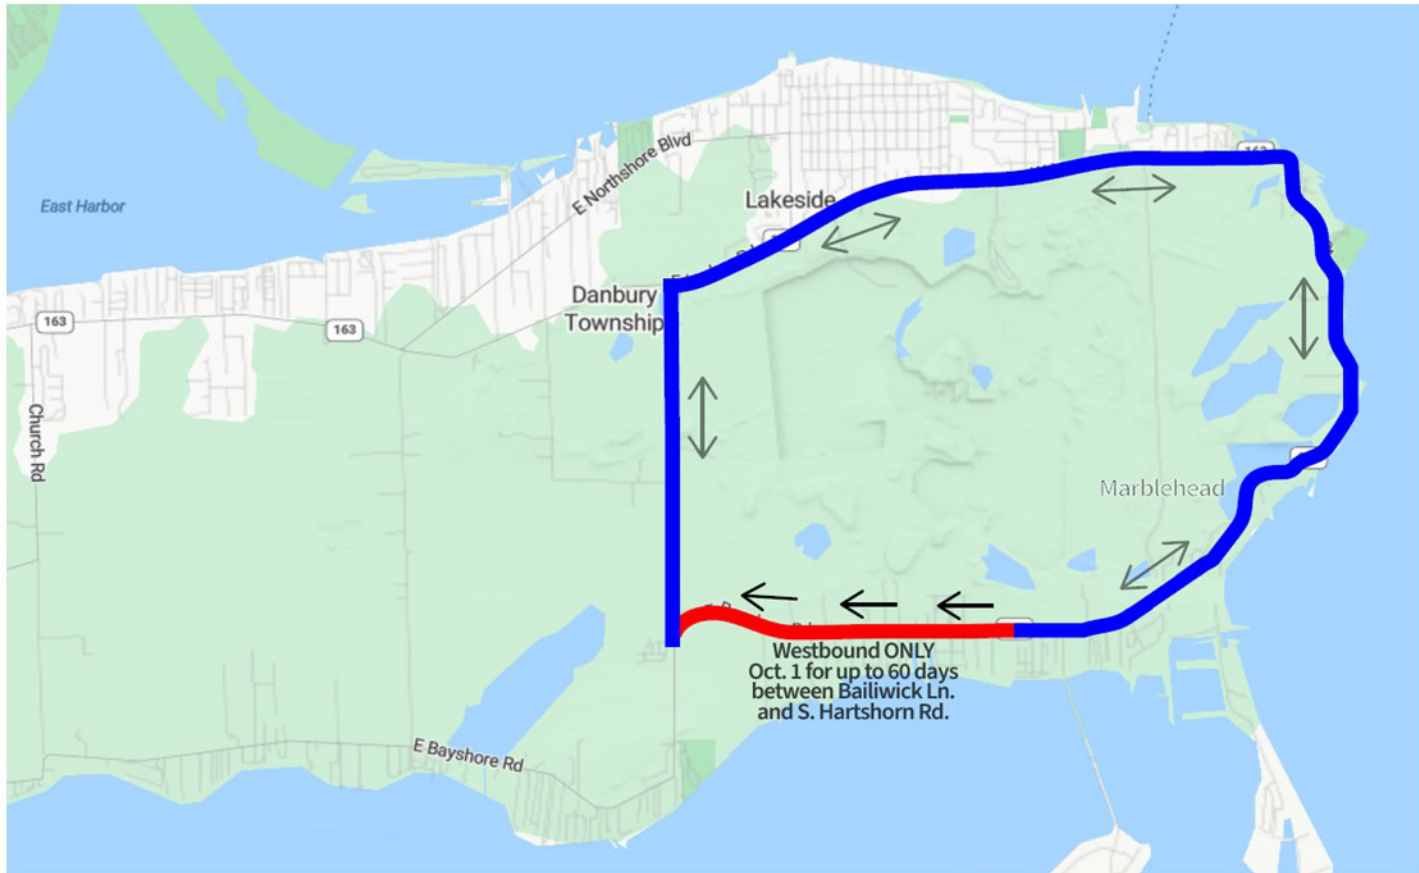 East Harbor
E Northshore Blvd
163
Lakeside
Danbury
Township
163
163
Church Rd
Marblehead
Westbound ONLY
Oct. 1 for up to 60 days
between Bailiwick Ln.
and S. Hartshorn Rd.
E Bayshore Rd